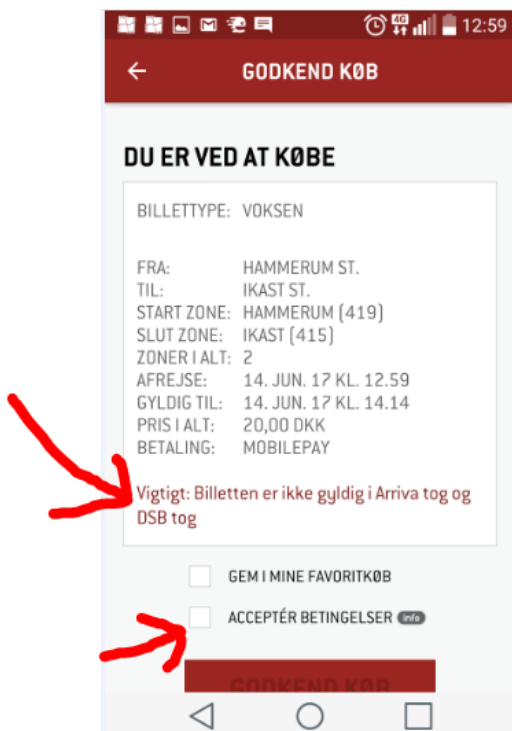 4G 12:59
GODKEND KØB
DU ER VED AT KØBE
BILLETTYPE: VOKSEN
FRA: HAMMERUM ST.
TIL: IKAST ST.
START ZONE: HAMMERUM (419)
SLUT ZONE: IKAST (415)
ZONER I ALT: 2
AFREJSE: 14. JUN. 17 KL. 12.59
GYLDIG TIL: 14. JUN. 17 KL. 14.14
PRIS I ALT: 20,00 DKK
BETALING: MOBILEPAY
Vigtigt: Billetten er ikke gyldig i Arriva tog og
DSB tog
GEM I MINE FAVORITKØB
ACCEPTÉR BETINGELSER info
GODKEND KØB